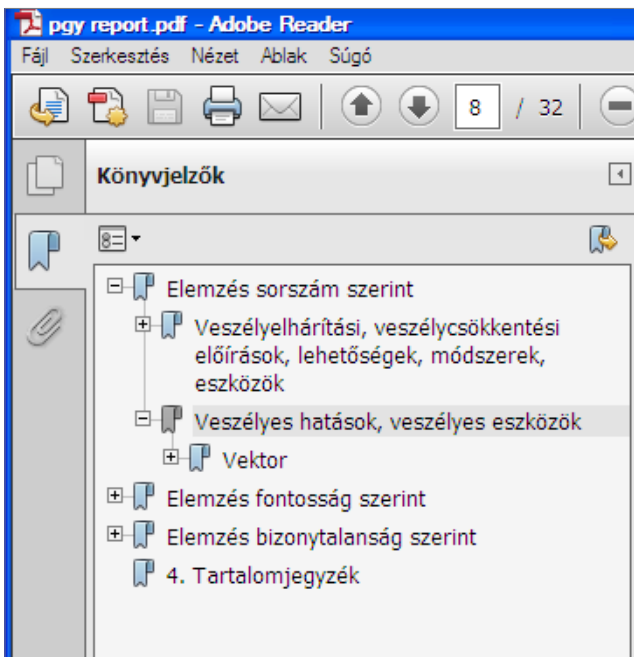 pgy report.pdf - Adobe Reader
Fájl Szerkesztés Nézet Ablak Súgó
8 / 32
Könyvjelzők
Elemzés sorszám szerint
Veszélyelhárítási, veszélycsökkentési
előírások, lehetőségek, módszerek,
eszközök
Veszélyes hatások, veszélyes eszközök
Vektor
Elemzés fontosság szerint
Elemzés bizonytalanság szerint
4. Tartalomjegyzék